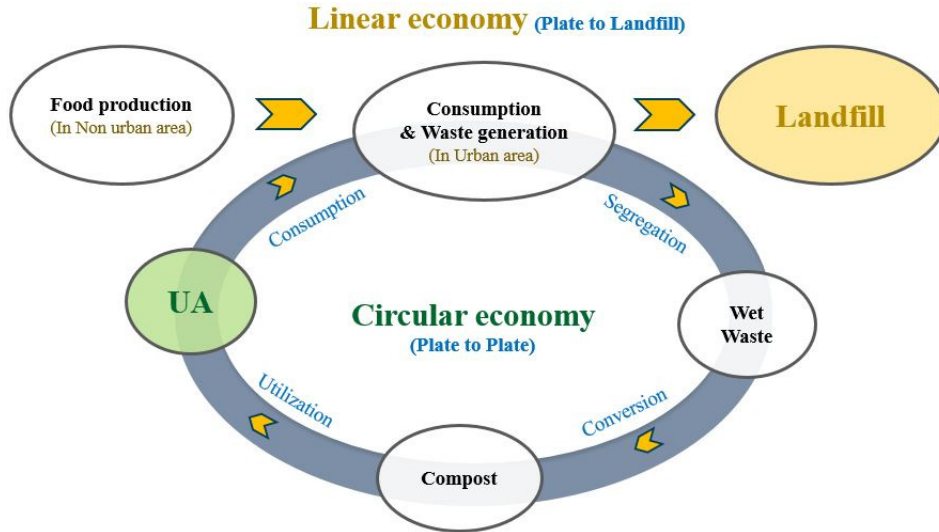 Linear economy (Plate to Landfill)
Food production
(In Non urban area)
Consumption
& Waste generation
(In Urban area)
Landfill
Consumption
Segregation
UA
Circular economy
(Plate to Plate)
Wet
Waste
Utilization
Conversion
Compost